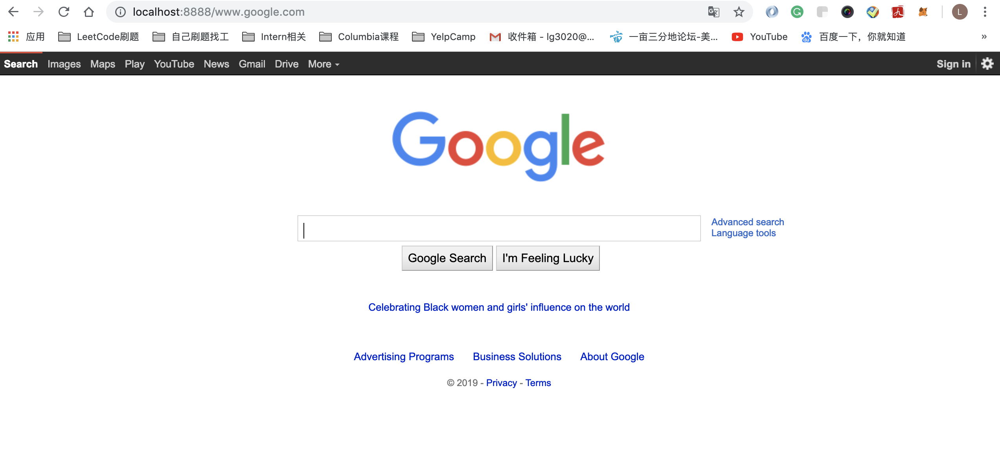 localhost:8888/www.google.com
L
应用 LeetCode刷题 自己刷题找工 Intern相关 Columbia课程 YelpCamp 收件箱 - lg3020@... 一亩三分地论坛-美... YouTube du 百度一下，你就知道 »
Search Images Maps Play YouTube News Gmail Drive More Sign in
Google
Advanced search
Language tools
Google Search I'm Feeling Lucky
Celebrating Black women and girls' influence on the world
Advertising Programs Business Solutions About Google
© 2019 - Privacy - Terms